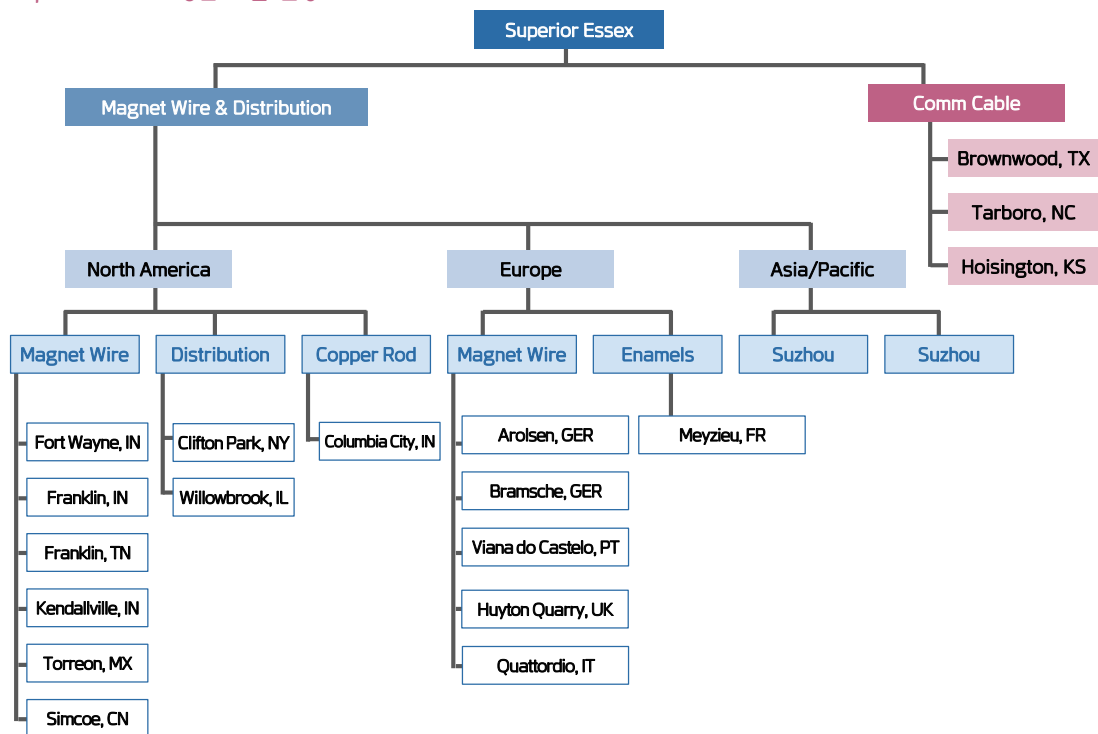 Superior Essex
Magnet Wire & Distribution
Comm Cable
Brownwood, TX
Tarboro, NC
Hoisington, KS
North America
Europe
Asia/Pacific
Magnet Wire
Distribution
Copper Rod
Magnet Wire
Enamels
Suzhou
Suzhou
Fort Wayne, IN
Franklin, IN
Franklin, TN
Kendallville, IN
Torreon, MX
Simcoe, CN
Clifton Park, NY
Willowbrook, IL
Columbia City, IN
Arolsen, GER
Bramsche, GER
Viana do Castelo, PT
Huyton Quarry, UK
Quattordio, IT
Meyzieu, FR